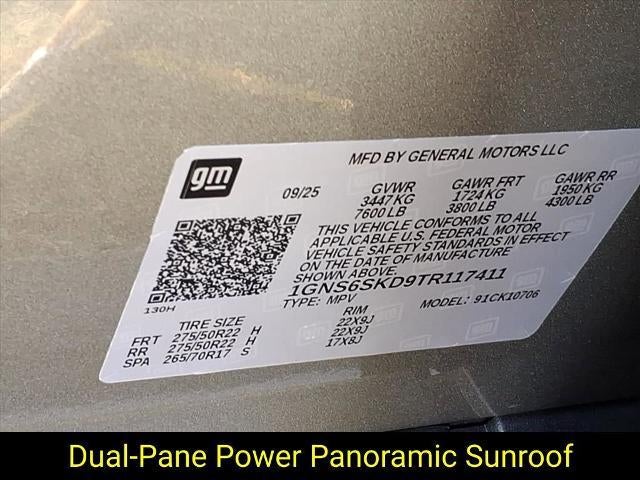 gm
MFD BY GENERAL MOTORS LLC
09/25 GVWR GAWR FRT GAWR RR
3447 KG 1724 KG 1950 KG
7600 LB 3800 LB 4300 LB
THIS VEHICLE CONFORMS TO ALL
APPLICABLE U.S. FEDERAL MOTOR
VEHICLE SAFETY STANDARDS IN EFFECT
ON THE DATE OF MANUFACTURE
SHOWN ABOVE.
1GNS6SKD9TR117411
130H
TYPE: MPV MODEL: 91CK10706
TIRE SIZE RIM
FRT 275/50R22 H 22X9J
RR 275/50R22 H 22X9J
SPA 265/70R17 S 17X8J
Dual-Pane Power Panoramic Sunroof